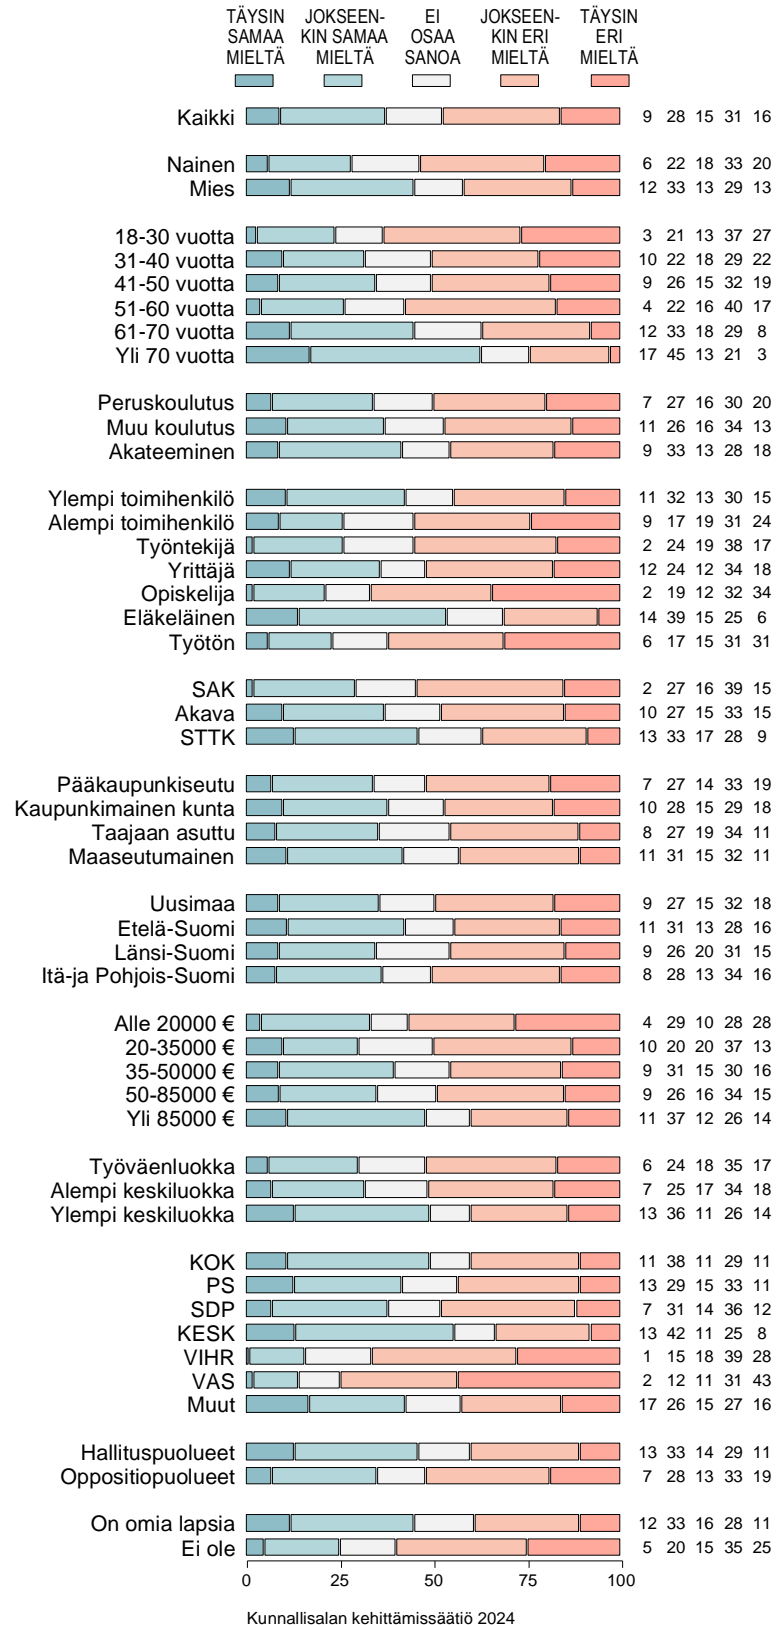 TÄYSIN SAMAA MIELTÄ
JOKSEEN-KIN SAMAA MIELTÄ
EI OSAA SANOA
JOKSEEN-KIN ERI MIELTÄ
TÄYSIN ERI MIELTÄ
Kaikki 9 28 15 31 16
Nainen 6 22 18 33 20
Mies 12 33 13 29 13
18-30 vuotta 3 21 13 37 27
31-40 vuotta 10 22 18 29 22
41-50 vuotta 9 26 15 32 19
51-60 vuotta 4 22 16 40 17
61-70 vuotta 12 33 18 29 8
Yli 70 vuotta 17 45 13 21 3
Peruskoulutus 7 27 16 30 20
Muu koulutus 11 26 16 34 13
Akateeminen 9 33 13 28 18
Ylempi toimihenkilö 11 32 13 30 15
Alempi toimihenkilö 9 17 19 31 24
Työntekijä 2 24 19 38 17
Yrittäjä 12 24 12 34 18
Opiskelija 2 19 12 32 34
Eläkeläinen 14 39 15 25 6
Työtön 6 17 15 31 31
SAK 2 27 16 39 15
Akava 10 27 15 33 15
STTK 13 33 17 28 9
Pääkaupunkiseutu 7 27 14 33 19
Kaupunkimainen kunta 10 28 15 29 18
Taajaan asuttu 8 27 19 34 11
Maaseutumainen 11 31 15 32 11
Uusimaa 9 27 15 32 18
Etelä-Suomi 11 31 13 28 16
Länsi-Suomi 9 26 20 31 15
Itä-ja Pohjois-Suomi 8 28 13 34 16
Alle 20000 € 4 29 10 28 28
20-35000 € 10 20 20 37 13
35-50000 € 9 31 15 30 16
50-85000 € 9 26 16 34 15
Yli 85000 € 11 37 12 26 14
Työväenluokka 6 24 18 35 17
Alempi keskiluokka 7 25 17 34 18
Ylempi keskiluokka 13 36 11 26 14
KOK 11 38 11 29 11
PS 13 29 15 33 11
SDP 7 31 14 36 12
KESK 13 42 11 25 8
VIHR 1 15 18 39 28
VAS 2 12 11 31 43
Muut 17 26 15 27 16
Hallituspuolueet 13 33 14 29 11
Oppositiopuolueet 7 28 13 33 19
On omia lapsia 12 33 16 28 11
Ei ole 5 20 15 35 25
0 25 50 75 100
Kunnallisalan kehittämissäätiö 2024